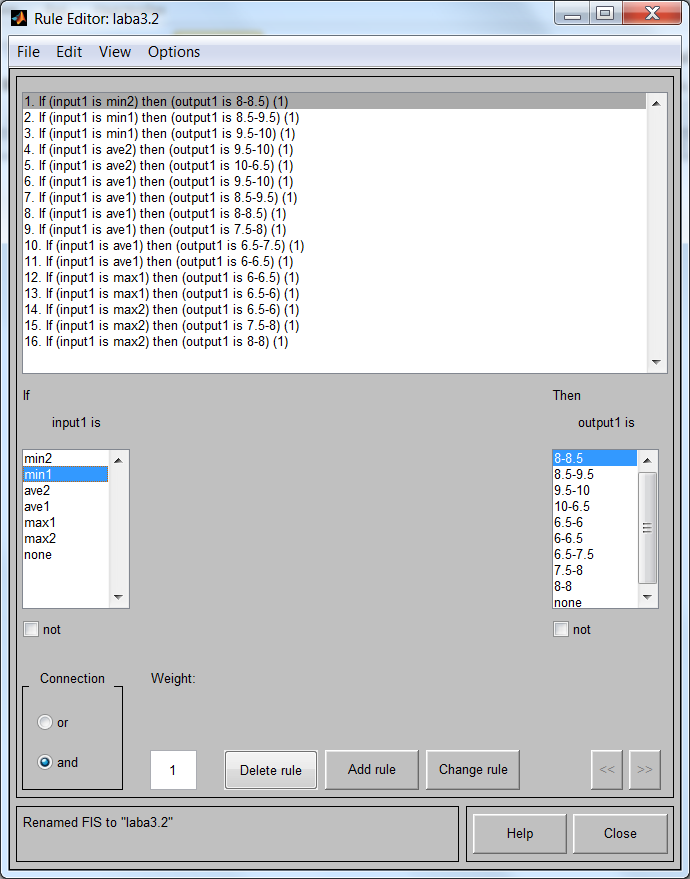 Rule Editor: laba3.2
File Edit View Options
1. If (input1 is min2) then (output1 is 8-8.5) (1)
2. If (input1 is min1) then (output1 is 8.5-9.5) (1)
3. If (input1 is min1) then (output1 is 9.5-10) (1)
4. If (input1 is ave2) then (output1 is 9.5-10) (1)
5. If (input1 is ave2) then (output1 is 10-6.5) (1)
6. If (input1 is ave1) then (output1 is 9.5-10) (1)
7. If (input1 is ave1) then (output1 is 8.5-9.5) (1)
8. If (input1 is ave1) then (output1 is 8-8.5) (1)
9. If (input1 is ave1) then (output1 is 7.5-8) (1)
10. If (input1 is ave1) then (output1 is 6.5-7.5) (1)
11. If (input1 is ave1) then (output1 is 6-6.5) (1)
12. If (input1 is max1) then (output1 is 6-6.5) (1)
13. If (input1 is max1) then (output1 is 6.5-6) (1)
14. If (input1 is max2) then (output1 is 6.5-6) (1)
15. If (input1 is max2) then (output1 is 7.5-8) (1)
16. If (input1 is max2) then (output1 is 8-8) (1)
If
input1 is
min2
min1
ave2
ave1
max1
max2
none
not
Then
output1 is
8-8.5
8.5-9.5
9.5-10
10-6.5
6.5-6
6-6.5
6.5-7.5
7.5-8
8-8
none
not
Connection
or
and
Weight:
1
Delete rule
Add rule
Change rule
<<
>>
Renamed FIS to "laba3.2"
Help
Close